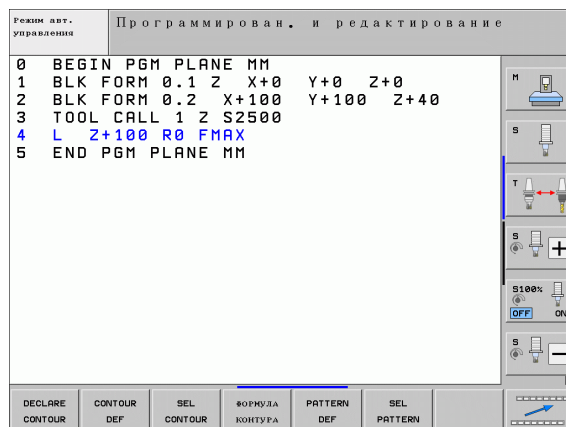 Режим авт.
управления
Программирован. и редактирование
0 BEGIN PGM PLANE MM
1 BLK FORM 0.1 Z X+0 Y+0 Z+0
2 BLK FORM 0.2 X+100 Y+100 Z+40
3 TOOL CALL 1 Z S2500
4 L Z+100 R0 FMAX
5 END PGM PLANE MM
M
S
T
S
+
S100%
OFF ON
S
−
DECLARE
CONTOUR
CONTOUR
DEF
SEL
CONTOUR
ФОРМУЛА
КОНТУРА
PATTERN
DEF
SEL
PATTERN